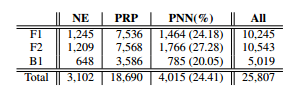 NE PRP PNN(%) All
F1 1,245 7,536 1,464 (24.18) 10,245
F2 1,209 7,568 1,766 (27.28) 10,543
B1 648 3,586 785 (20.05) 5,019
Total 3,102 18,690 4,015 (24.41) 25,807